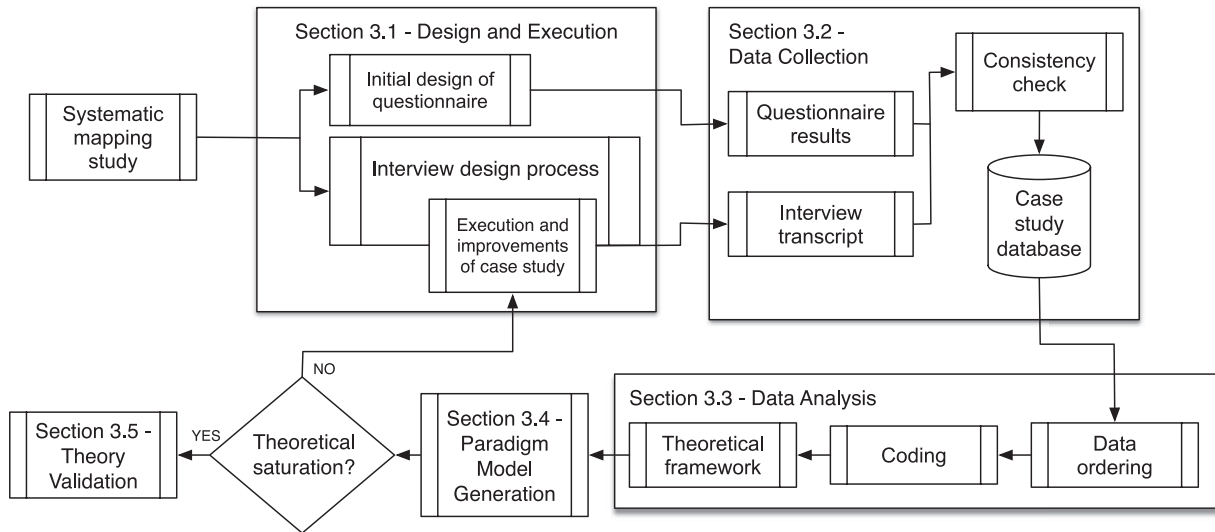 Section 3.1 - Design and Execution
Initial design of
questionnaire
Systematic
mapping
study
Interview design process
Execution and
improvements
of case study
Section 3.2 -
Data Collection
Consistency
check
Questionnaire
results
Interview
transcript
Case
study
database
Section 3.3 - Data Analysis
Data
ordering
Coding
Theoretical
framework
Section 3.4 -
Paradigm
Model
Generation
Theoretical
saturation?
NO
YES
Section 3.5 -
Theory
Validation